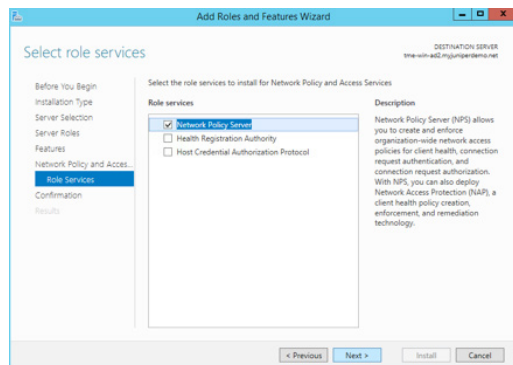 Add Roles and Features Wizard
Select role services
DESTINATION SERVER
tme-win-ad2.myjuniperdemo.net
Before You Begin
Installation Type
Server Selection
Server Roles
Features
Network Policy and Acces...
Role Services
Confirmation
Results
Select the role services to install for Network Policy and Access Services
Role services
Network Policy Server
Health Registration Authority
Host Credential Authorization Protocol
Description
Network Policy Server (NPS) allows
you to create and enforce
organization-wide network access
policies for client health, connection
request authentication, and
connection request authorization.
With NPS, you can also deploy
Network Access Protection (NAP), a
client health policy creation,
enforcement, and remediation
technology.
< Previous
Next >
Install
Cancel